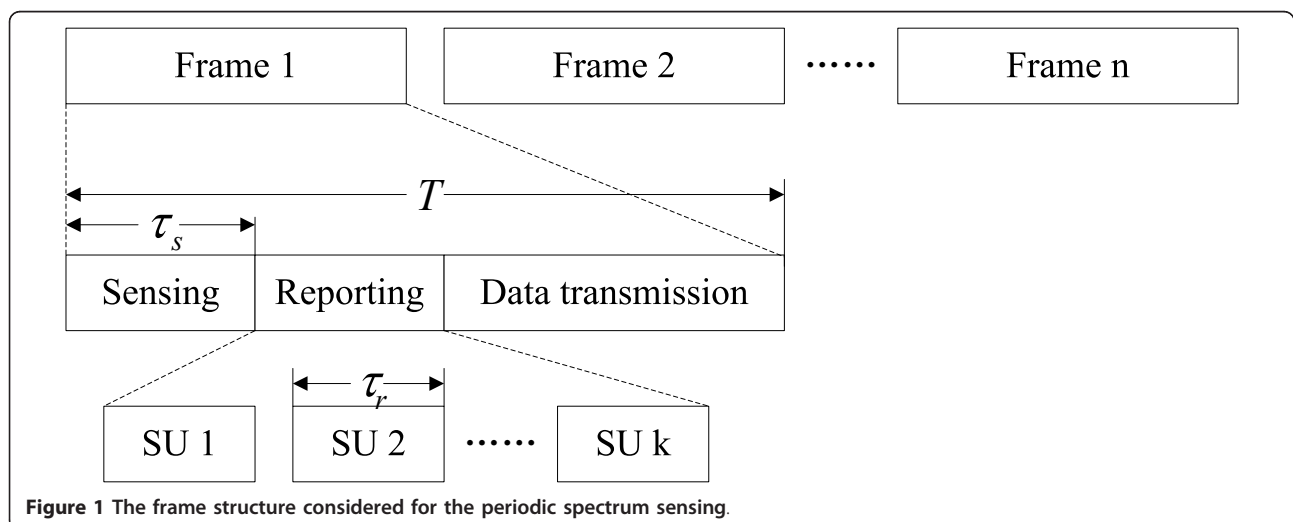 Frame 1 Frame 2 ...... Frame n
T
τs
Sensing Reporting Data transmission
τr
SU 1 SU 2 ...... SU k
Figure 1 The frame structure considered for the periodic spectrum sensing.